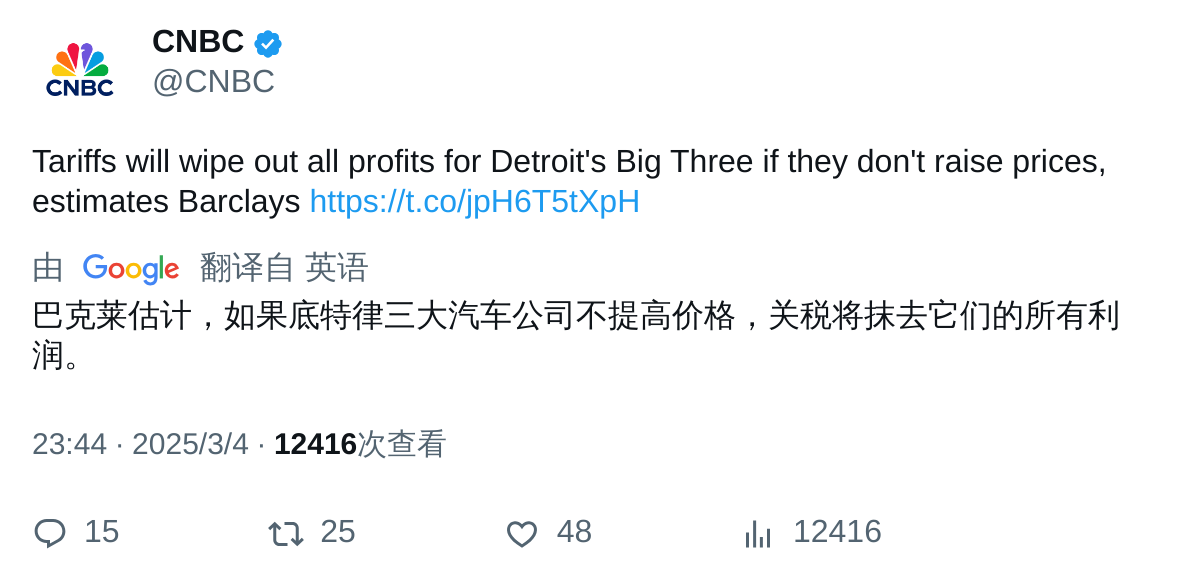 CNBC
CNBC
@CNBC
Tariffs will wipe out all profits for Detroit's Big Three if they don't raise prices,
estimates Barclays https://t.co/jpH6T5tXpH
由 Google 翻译自 英语
巴克莱估计，如果底特律三大汽车公司不提高价格，关税将抹去它们的所有利
润。
23:44 · 2025/3/4 · 12416次查看
15 25 48 12416